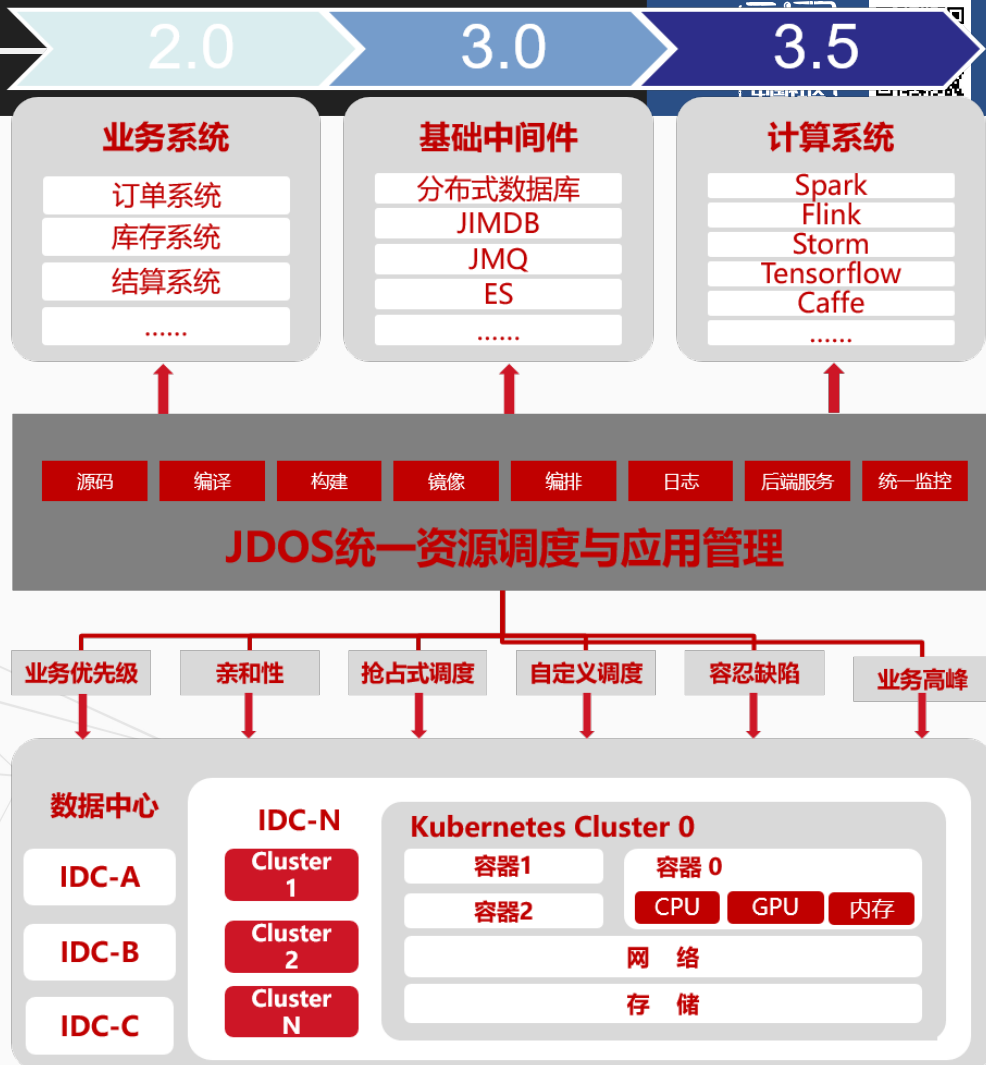 2.0
3.0
3.5
业务系统
订单系统
库存系统
结算系统
......
基础中间件
分布式数据库
JIMDB
JMQ
ES
......
计算系统
Spark
Flink
Storm
Tensorflow
Caffe
......
源码
编译
构建
镜像
编排
日志
后端服务
统一监控
JDOS统一资源调度与应用管理
业务优先级
亲和性
抢占式调度
自定义调度
容忍缺陷
业务高峰
数据中心
IDC-A
IDC-B
IDC-C
IDC-N
Cluster
1
Cluster
2
Cluster
N
Kubernetes Cluster 0
容器1
容器2
容器 0
CPU
GPU
内存
网 络
存 储